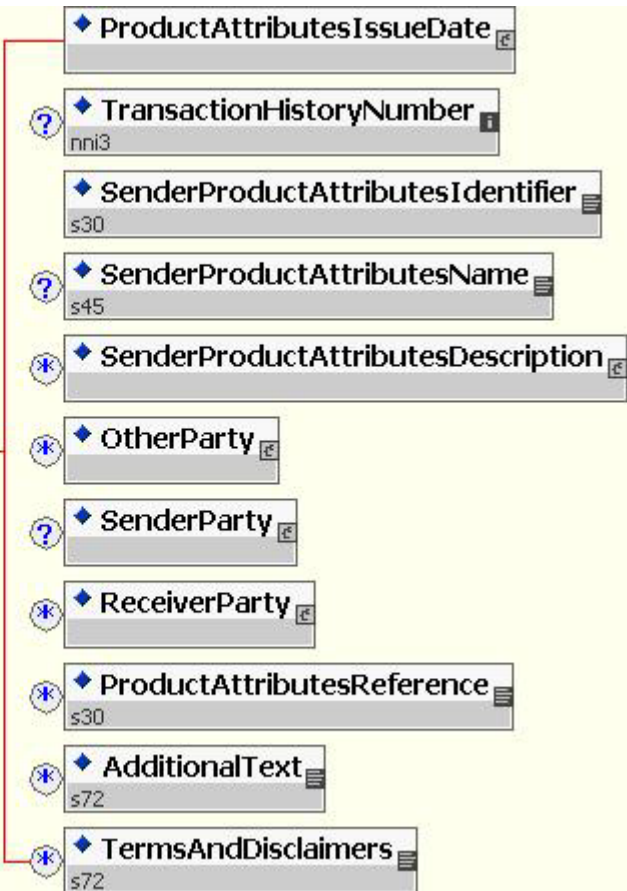 ProductAttributesIssueDate
? TransactionHistoryNumber
nni3
SenderProductAttributesIdentifier
s30
? SenderProductAttributesName
s45
* SenderProductAttributesDescription
* OtherParty
? SenderParty
* ReceiverParty
* ProductAttributesReference
s30
* AdditionalText
s72
* TermsAndDisclaimers
s72